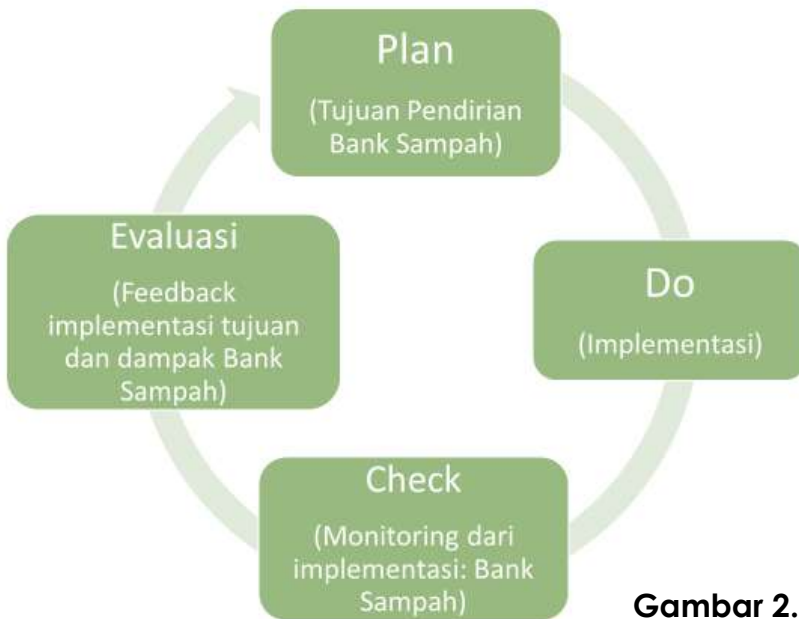 Plan
(Tujuan Pendirian
Bank Sampah)
Do
(Implementasi)
Check
(Monitoring dari
implementasi: Bank
Sampah)
Evaluasi
(Feedback
implementasi tujuan
dan dampak Bank
Sampah)
Gambar 2.